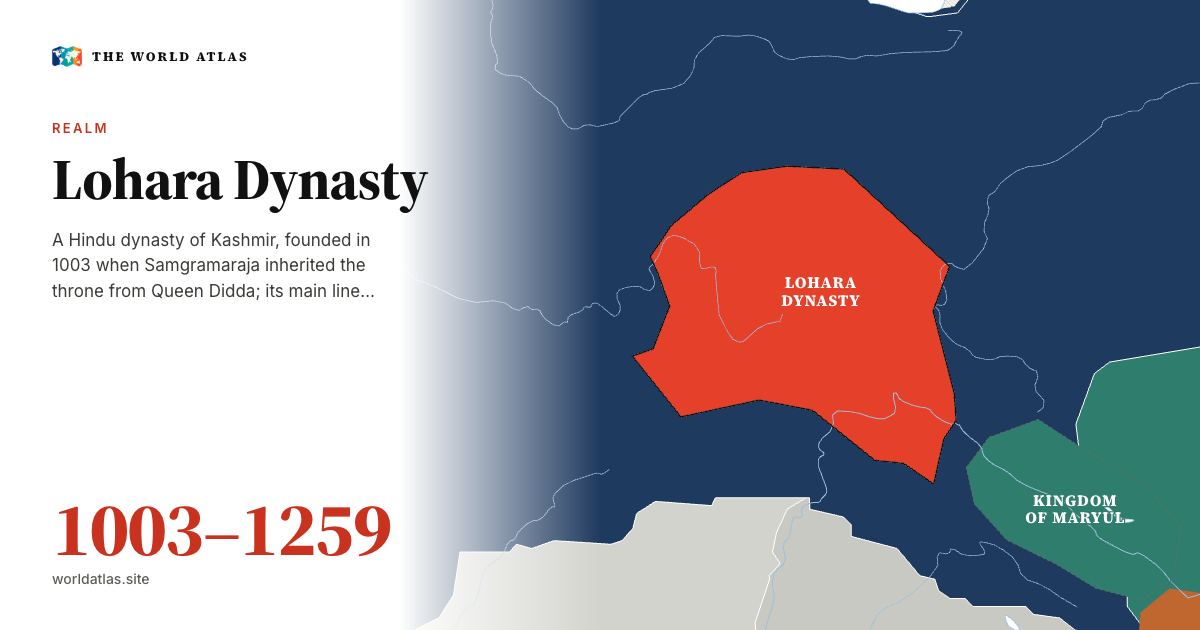 THE WORLD ATLAS
REALM
Lohara Dynasty
A Hindu dynasty of Kashmir, founded in
1003 when Samgramaraja inherited the
throne from Queen Didda; its main line...
1003–1259
worldatlas.site
LOHARA
DYNASTY
KINGDOM
OF MARYUL